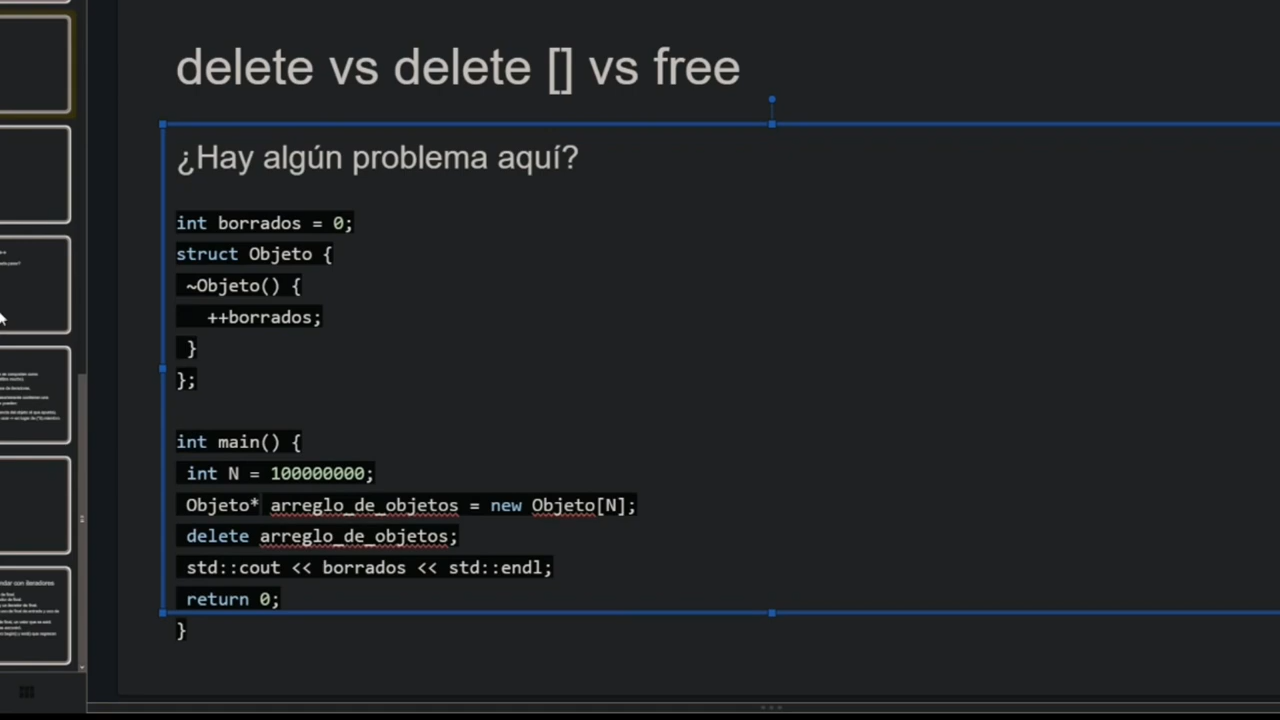 delete vs delete [] vs free
¿Hay algún problema aquí?
int borrados = 0;
struct Objeto {
~Objeto() {
++borrados;
}
};
int main() {
int N = 100000000;
Objeto* arreglo_de_objetos = new Objeto[N];
delete arreglo_de_objetos;
std::cout << borrados << std::endl;
return 0;
}